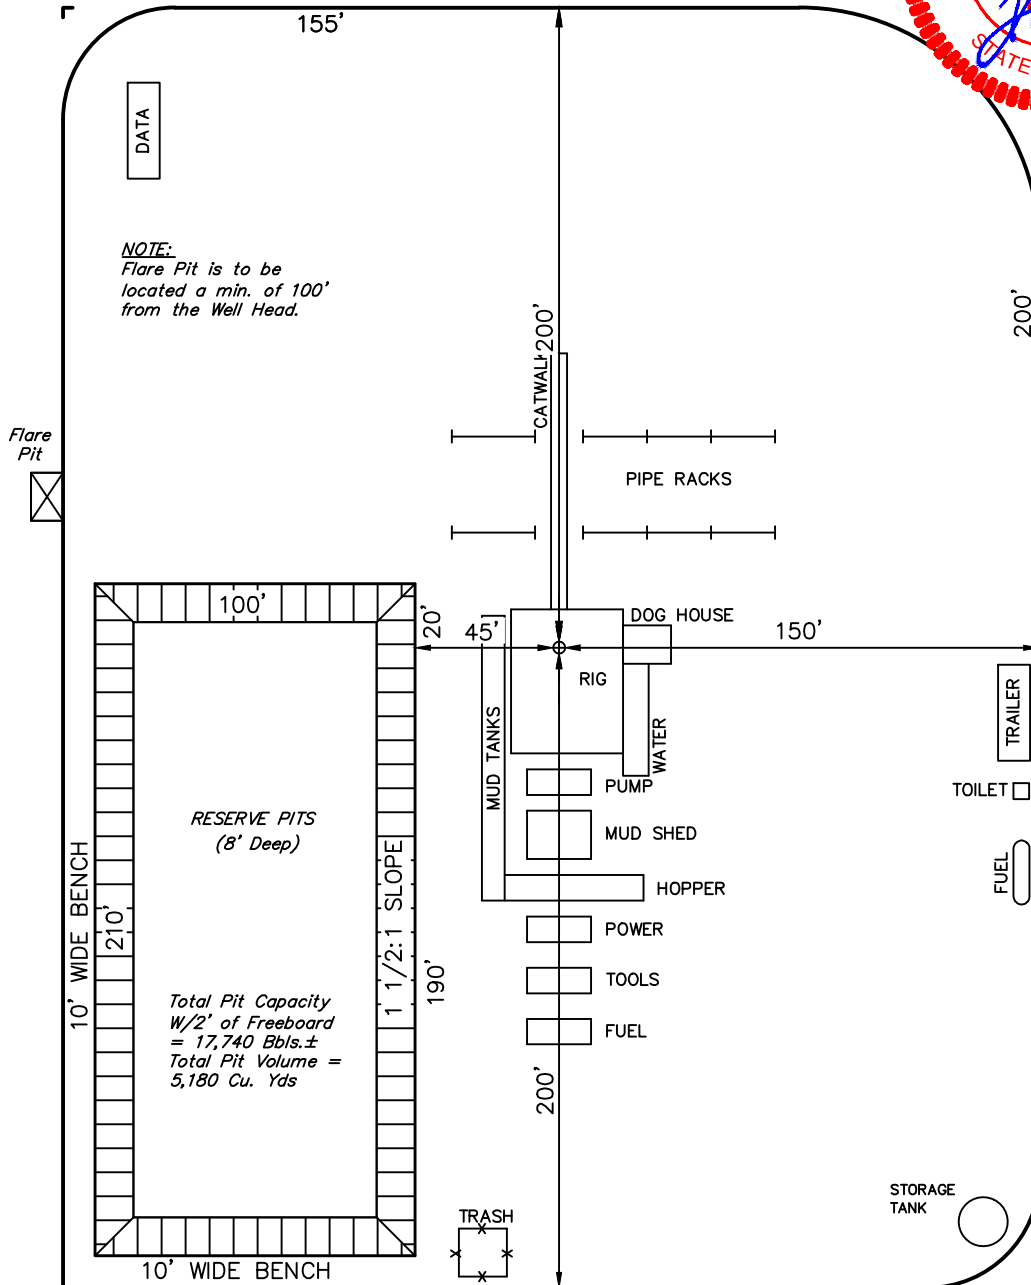 155'
STATE
DATA
NOTE:
Flare Pit is to be
located a min. of 100'
from the Well Head.
200'
200'
CATWALK
Flare
Pit
PIPE RACKS
100'
20'
45'
DOG HOUSE
150'
RIG
MUD TANKS
WATER
TRAILER
PUMP
TOILET
RESERVE PITS
(8' Deep)
MUD SHED
FUEL
10' WIDE BENCH
210'
1 1/2:1 SLOPE
190'
HOPPER
POWER
TOOLS
Total Pit Capacity
W/2' of Freeboard
= 17,740 Bbls.±
Total Pit Volume =
5,180 Cu. Yds
FUEL
200'
STORAGE
TANK
TRASH
10' WIDE BENCH